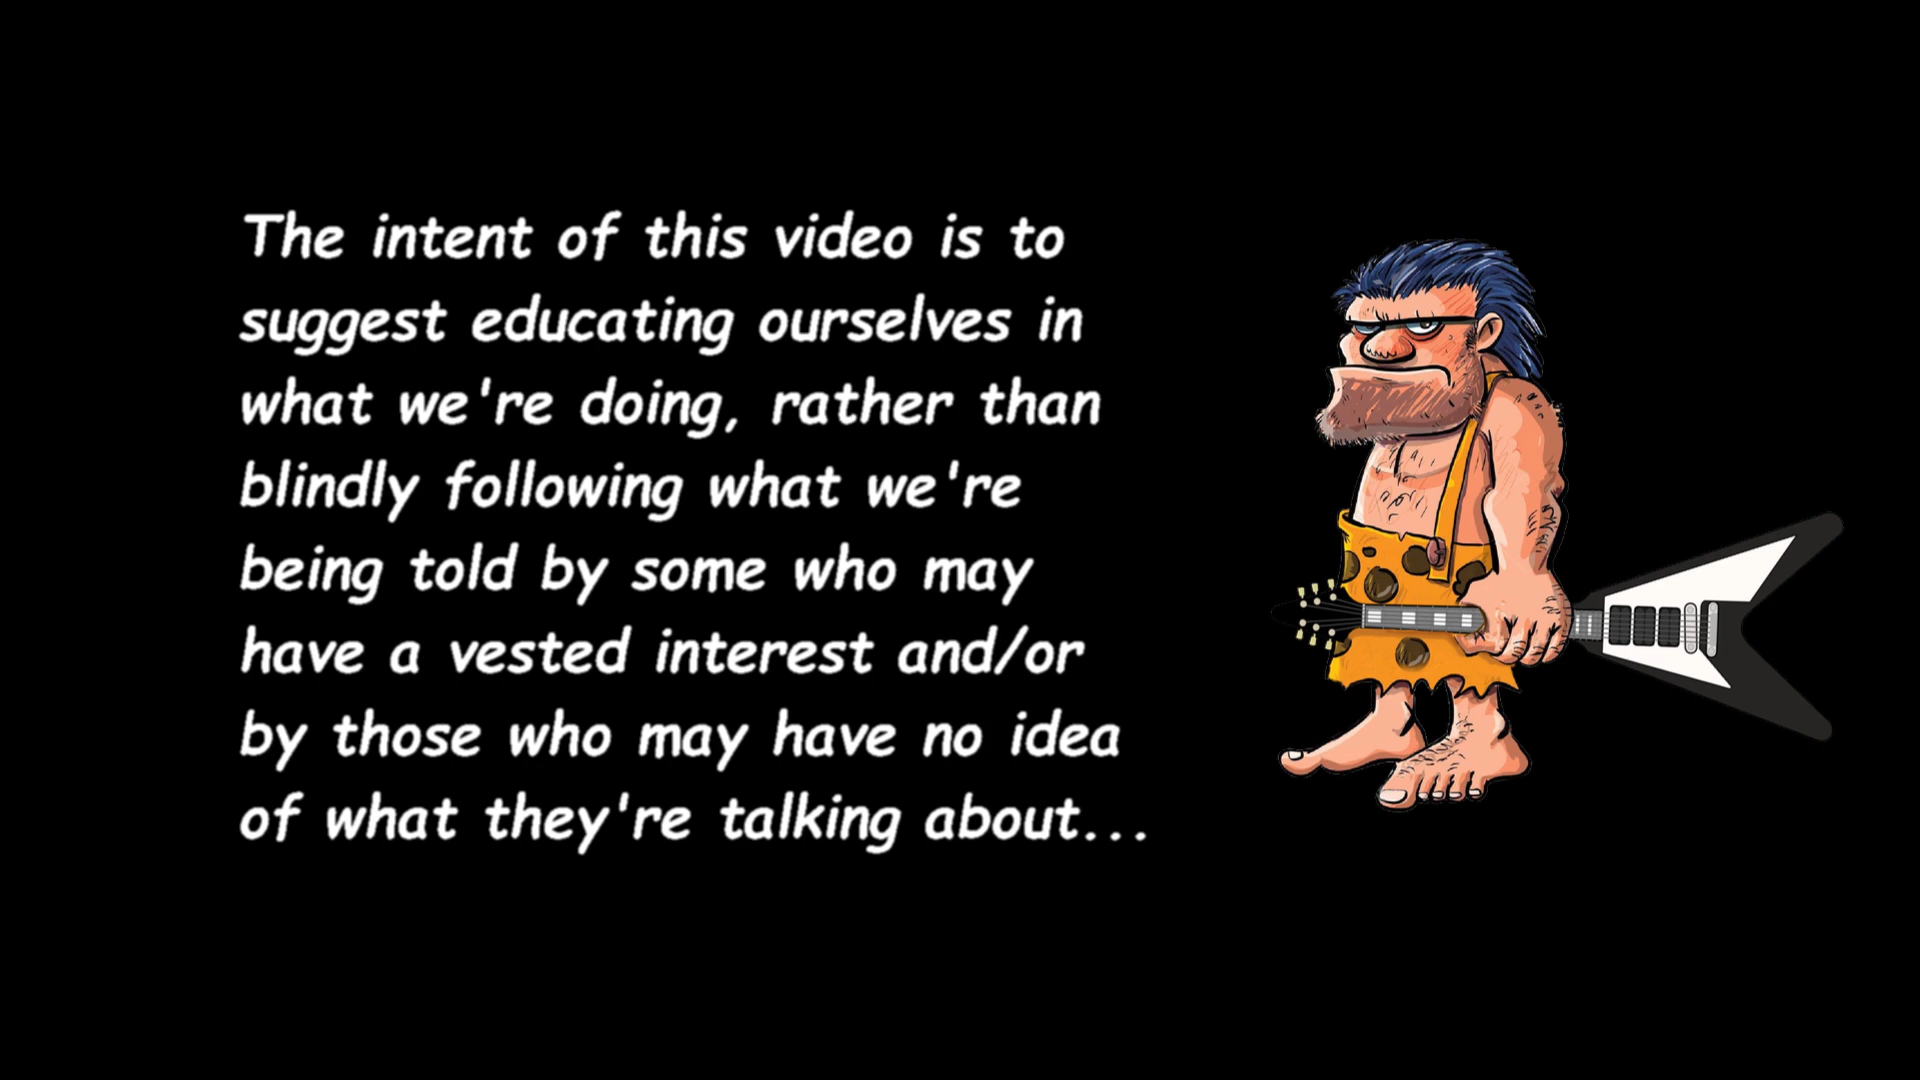 The intent of this video is to
suggest educating ourselves in
what we're doing, rather than
blindly following what we're
being told by some who may
have a vested interest and/or
by those who may have no idea
of what they're talking about...